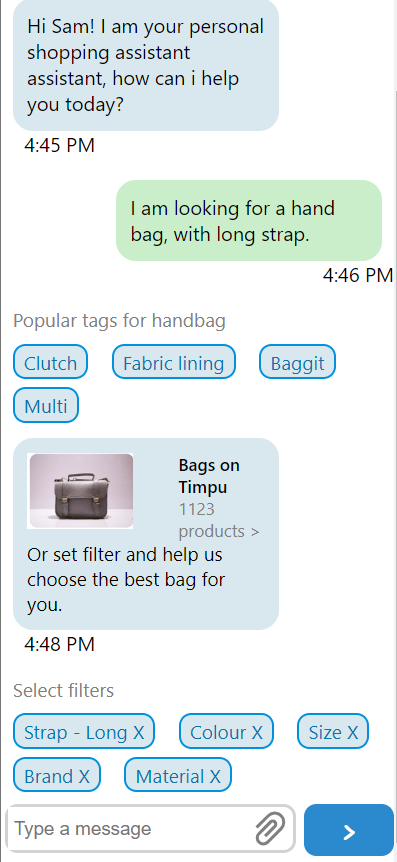 Hi Sam! I am your personal
shopping assistant
assistant, how can i help
you today?
4:45 PM
I am looking for a hand
bag, with long strap.
4:46 PM
Popular tags for handbag
Clutch Fabric lining Baggit
Multi
Bags on
Timpu
1123
products >
Or set filter and help us
choose the best bag for
you.
4:48 PM
Select filters
Strap - Long X Colour X Size X
Brand X Material X
Type a message